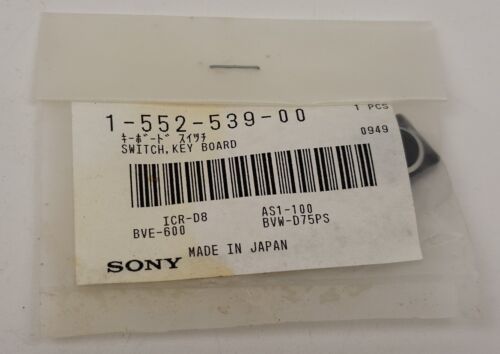 1 PCS
1-552-539-00
ｷｰﾎﾞｰﾄﾞ ｽｲｯﾁ
0949
SWITCH,KEY BOARD
ICR-D8 AS1-100
BVE-600 BVW-D75PS
SONY MADE IN JAPAN